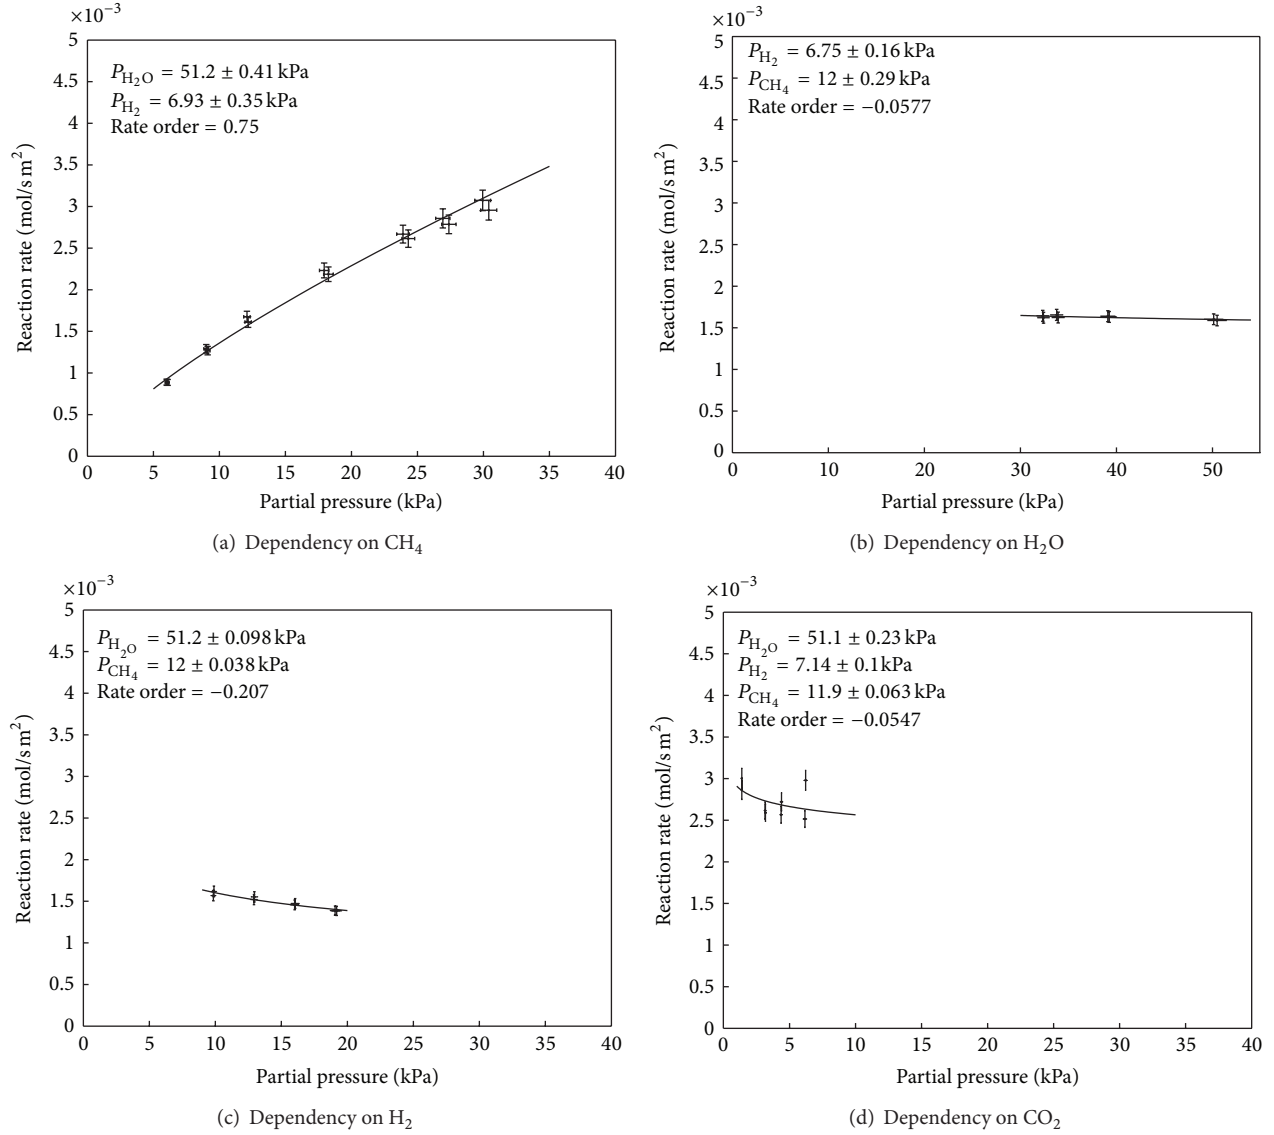 ×10⁻³
5
4.5
4
3.5
3
2.5
2
1.5
1
0.5
0
P_H₂O = 51.2 ± 0.41 kPa
P_H₂ = 6.93 ± 0.35 kPa
Rate order = 0.75
Reaction rate (mol/s m²)
0 5 10 15 20 25 30 35 40
Partial pressure (kPa)
(a) Dependency on CH₄
×10⁻³
5
4.5
4
3.5
3
2.5
2
1.5
1
0.5
0
P_H₂ = 6.75 ± 0.16 kPa
P_CH₄ = 12 ± 0.29 kPa
Rate order = −0.0577
Reaction rate (mol/s m²)
0 10 20 30 40 50
Partial pressure (kPa)
(b) Dependency on H₂O
×10⁻³
5
4.5
4
3.5
3
2.5
2
1.5
1
0.5
0
P_H₂O = 51.2 ± 0.098 kPa
P_CH₄ = 12 ± 0.038 kPa
Rate order = −0.207
Reaction rate (mol/s m²)
0 5 10 15 20 25 30 35 40
Partial pressure (kPa)
(c) Dependency on H₂
×10⁻³
5
4.5
4
3.5
3
2.5
2
1.5
1
0.5
0
P_H₂O = 51.1 ± 0.23 kPa
P_H₂ = 7.14 ± 0.1 kPa
P_CH₄ = 11.9 ± 0.063 kPa
Rate order = −0.0547
Reaction rate (mol/s m²)
0 5 10 15 20 25 30 35 40
Partial pressure (kPa)
(d) Dependency on CO₂